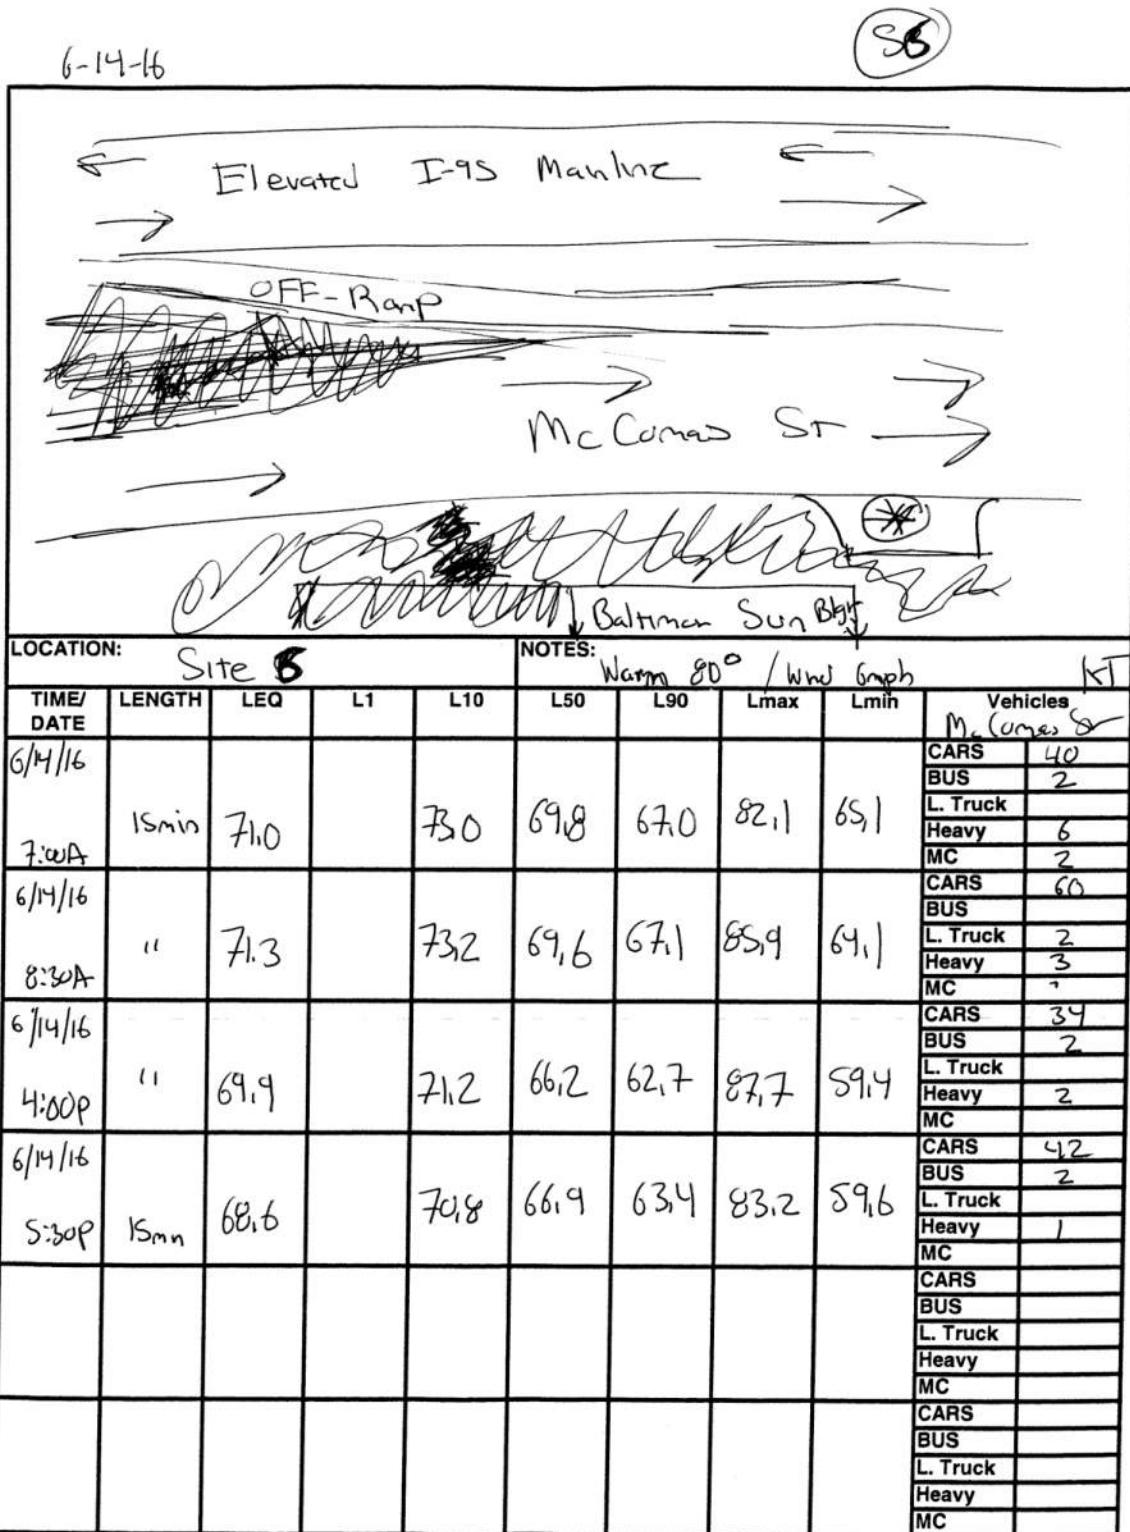 6-14-16
Elevated I-95 Mainline
OFF-Ramp
McComas St
Baltimore Sun Bldg
LOCATION: Site NOTES: Warm 80° / Wind 6mph KT
TIME/ DATE LENGTH LEQ L1 L10 L50 L90 Lmax Lmin Vehicles
McComas St
6/14/16 7:00A 15min 71.0 73.0 69.8 67.0 82.1 65.1
CARS 40
BUS 2
L. Truck
Heavy 6
MC 2
6/14/16 8:30A " 71.3 73.2 69.6 67.1 85.9 64.1
CARS 60
BUS
L. Truck 2
Heavy 3
MC
6/14/16 4:00p " 69.9 71.2 66.2 62.7 87.7 59.4
CARS 34
BUS 2
L. Truck
Heavy 2
MC
6/14/16 5:30p 15mn 68.6 70.8 66.9 63.4 83.2 59.6
CARS 42
BUS 2
L. Truck
Heavy 1
MC
CARS
BUS
L. Truck
Heavy
MC
CARS
BUS
L. Truck
Heavy
MC